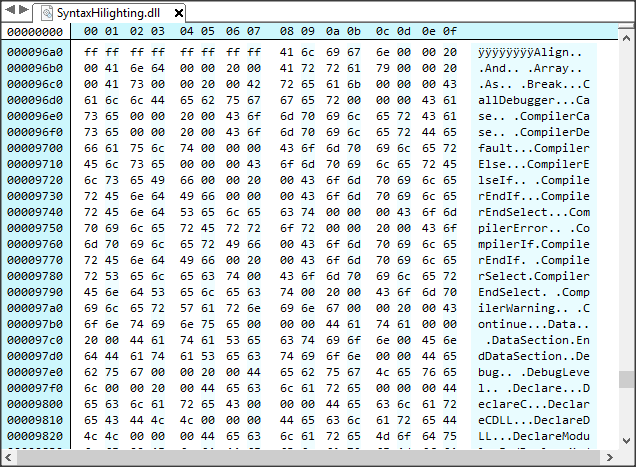 SyntaxHilighting.dll
00000000 00 01 02 03 04 05 06 07 08 09 0a 0b 0c 0d 0e 0f
000096a0 ff ff ff ff ff ff ff ff 41 6c 69 67 6e 00 00 20 ÿÿÿÿÿÿÿÿAlign.. 
000096b0 00 41 6e 64 00 00 20 00 41 72 72 61 79 00 00 20 .And.. .Array.. 
000096c0 00 41 73 00 00 20 00 42 72 65 61 6b 00 00 00 43 .As.. .Break...C
000096d0 61 6c 6c 44 65 62 75 67 67 65 72 00 00 00 43 61 allDebugger...Ca
000096e0 73 65 00 00 20 00 43 6f 6d 70 69 6c 65 72 43 61 se.. .CompilerCa
000096f0 73 65 00 00 20 00 43 6f 6d 70 69 6c 65 72 44 65 se.. .CompilerDe
00009700 66 61 75 6c 74 00 00 00 43 6f 6d 70 69 6c 65 72 fault...Compiler
00009710 45 6c 73 65 00 00 00 43 6f 6d 70 69 6c 65 72 45 Else...CompilerE
00009720 6c 73 65 49 66 00 00 20 00 43 6f 6d 70 69 6c 65 lseIf.. .Compile
00009730 72 45 6e 64 49 66 00 00 00 43 6f 6d 70 69 6c 65 rEndIf...Compile
00009740 72 45 6e 64 53 65 6c 65 63 74 00 00 00 43 6f 6d rEndSelect...Com
00009750 70 69 6c 65 72 45 72 72 6f 72 00 00 20 00 43 6f pilerError.. .Co
00009760 6d 70 69 6c 65 72 49 66 00 43 6f 6d 70 69 6c 65 mpilerIf.Compile
00009770 72 45 6e 64 49 66 00 20 00 43 6f 6d 70 69 6c 65 rEndIf. .Compile
00009780 72 53 65 6c 65 63 74 00 43 6f 6d 70 69 6c 65 72 rSelect.Compiler
00009790 45 6e 64 53 65 6c 65 63 74 00 20 00 43 6f 6d 70 EndSelect. .Comp
000097a0 69 6c 65 72 57 61 72 6e 69 6e 67 00 00 20 00 43 ilerWarning.. .C
000097b0 6f 6e 74 69 6e 75 65 00 00 00 44 61 74 61 00 00 ontinue...Data..
000097c0 20 00 44 61 74 61 53 65 63 74 69 6f 6e 00 45 6e  .DataSection.En
000097d0 64 44 61 74 61 53 65 63 74 69 6f 6e 00 00 44 65 dDataSection..De
000097e0 62 75 67 00 00 20 00 44 65 62 75 67 4c 65 76 65 bug.. .DebugLeve
000097f0 6c 00 00 20 00 44 65 63 6c 61 72 65 00 00 00 44 l.. .Declare...D
00009800 65 63 6c 61 72 65 43 00 00 00 44 65 63 6c 61 72 eclareC...Declar
00009810 65 43 44 4c 4c 00 00 00 44 65 63 6c 61 72 65 44 eCDLL...DeclareD
00009820 4c 4c 00 00 00 44 65 63 6c 61 72 65 4d 6f 64 75 LL...DeclareModu